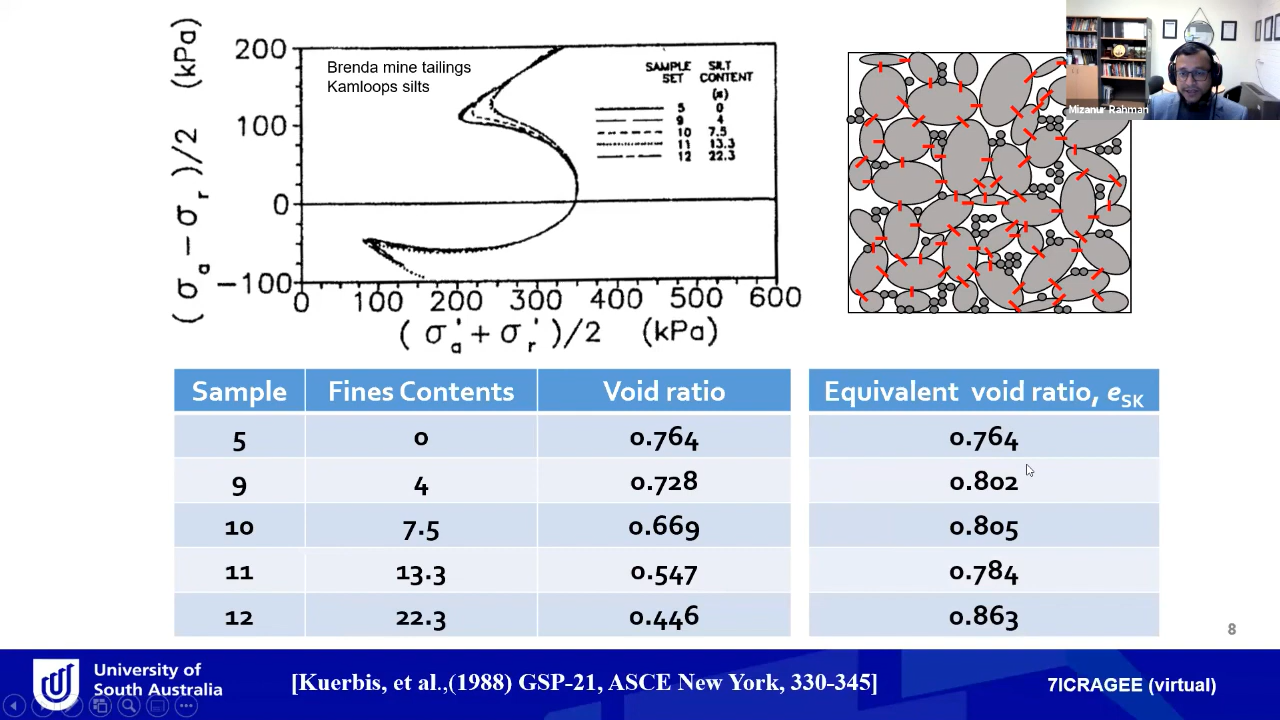 Brenda mine tailings
Kamloops silts
(σa − σr)/2 (kPa)
200
100
0
−100
SAMPLE SET SILT CONTENT (%)
5 0
9 4
10 7.5
11 13.3
12 22.3
0 100 200 300 400 500 600
(σ'a + σ'r)/2 (kPa)
Mizanur Rahman
Sample Fines Contents Void ratio Equivalent void ratio, eSK
5 0 0.764 0.764
9 4 0.728 0.802
10 7.5 0.669 0.805
11 13.3 0.547 0.784
12 22.3 0.446 0.863
8
University of
South Australia
[Kuerbis, et al.,(1988) GSP-21, ASCE New York, 330-345]
7ICRAGEE (virtual)